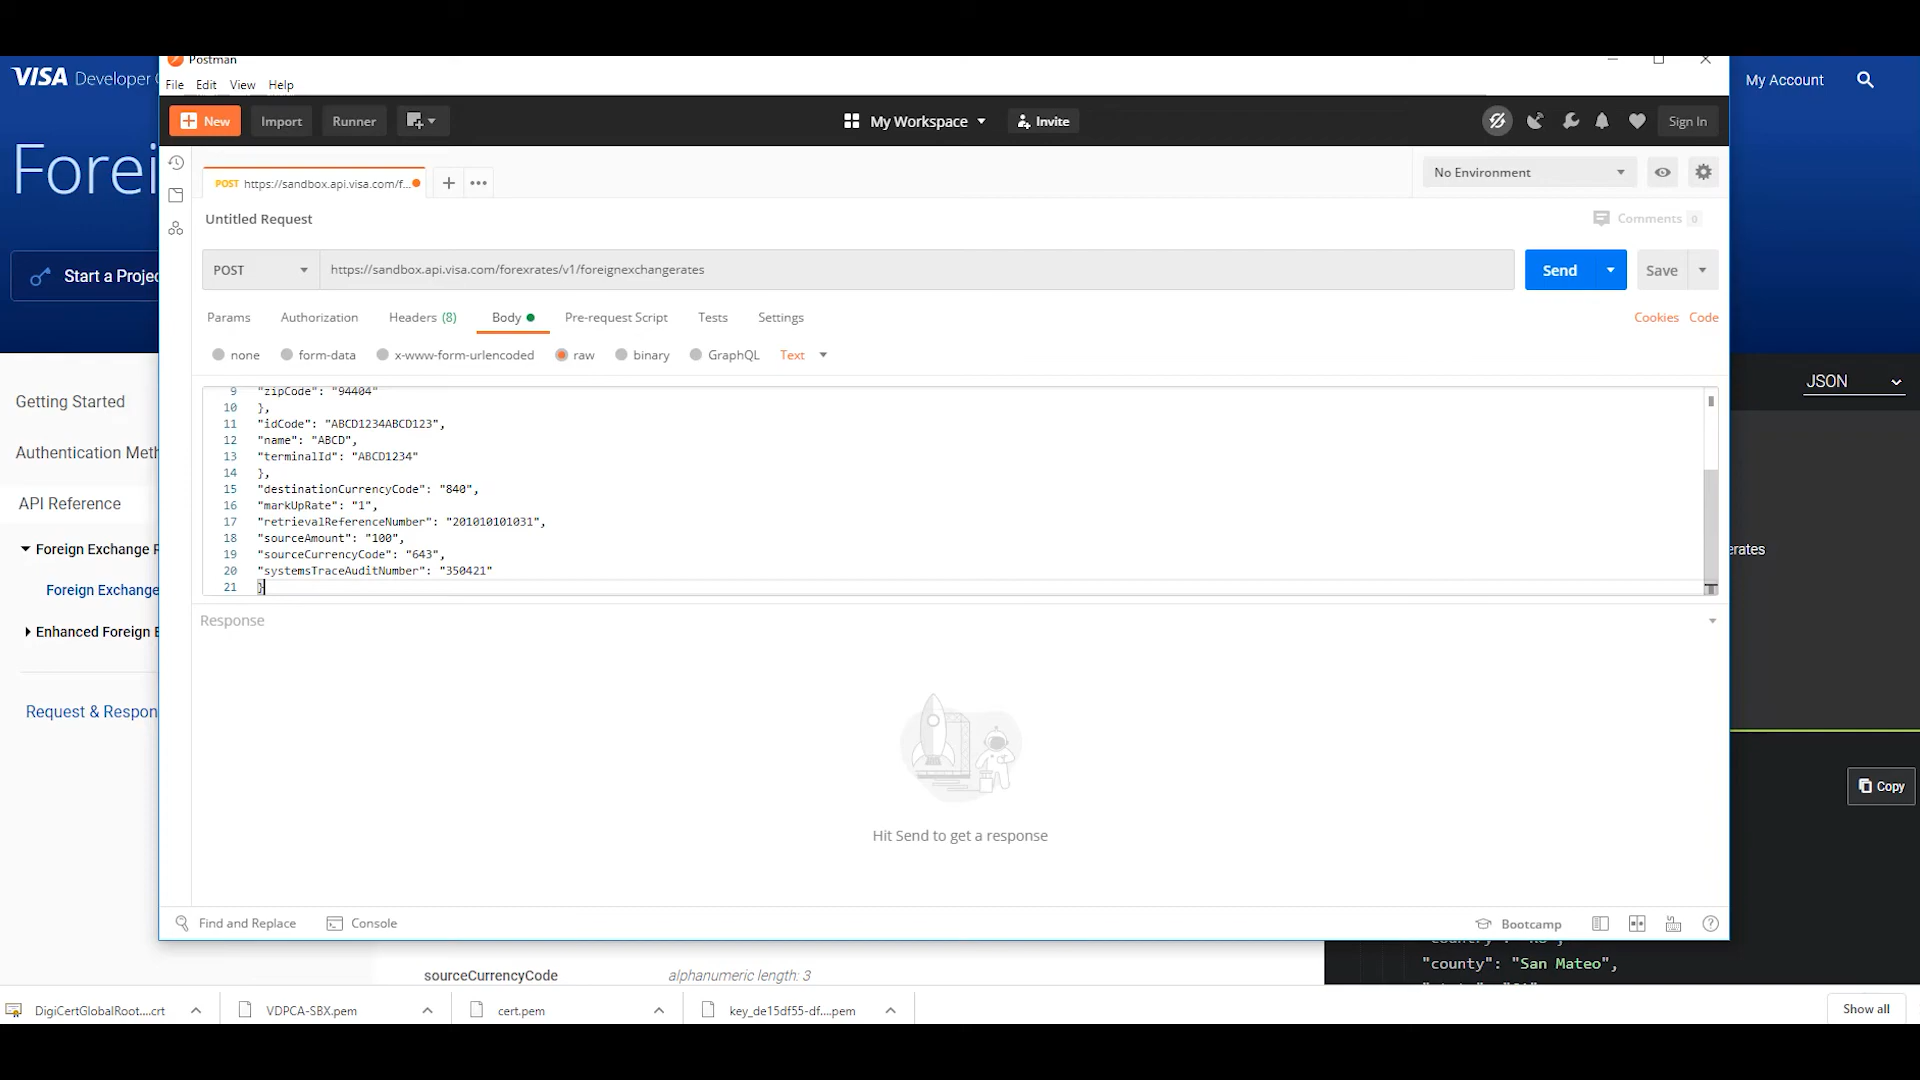 Postman
VISA Developer
My Account
File Edit View Help
New Import Runner My Workspace Invite Sign In
Forei
POST https://sandbox.api.visa.com/f...
No Environment
Untitled Request
Comments 0
Start a Projec
POST https://sandbox.api.visa.com/forexrates/v1/foreignexchangerates Send Save
Params Authorization Headers (8) Body Pre-request Script Tests Settings Cookies Code
none form-data x-www-form-urlencoded raw binary GraphQL Text
JSON
9 "zipCode": "94404"
10 },
11 "idCode": "ABCD1234ABCD123",
12 "name": "ABCD",
13 "terminalId": "ABCD1234"
14 },
15 "destinationCurrencyCode": "840",
16 "markUpRate": "1",
17 "retrievalReferenceNumber": "201010101031",
18 "sourceAmount": "100",
19 "sourceCurrencyCode": "643",
20 "systemsTraceAuditNumber": "350421"
21 }
Getting Started
Authentication Meth
API Reference
Foreign Exchange R
erates
Foreign Exchange
Enhanced Foreign E
Request & Respon
Response
Copy
Hit Send to get a response
Find and Replace Console Bootcamp
sourceCurrencyCode alphanumeric length: 3
"county": "San Mateo",
DigiCertGlobalRoot....crt VDPCA-SBX.pem cert.pem key_de15df55-df....pem Show all